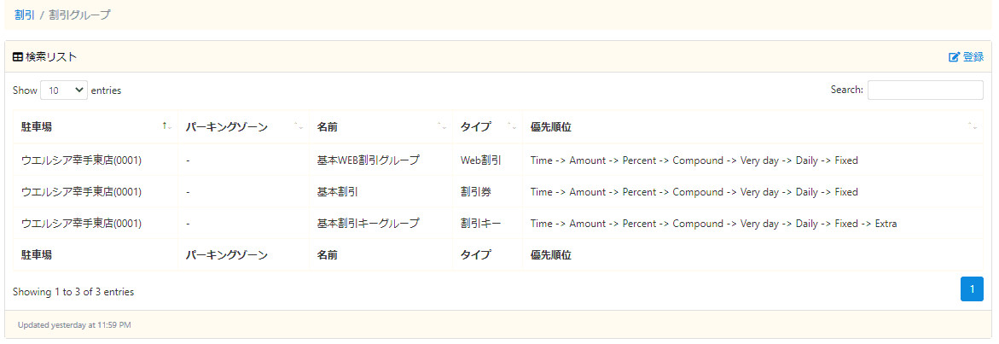 割引 / 割引グループ
検索リスト 登録
Show 10 entries Search:
駐車場 パーキングゾーン 名前 タイプ 優先順位
ウエルシア幸手東店(0001) - 基本WEB割引グループ Web割引 Time -> Amount -> Percent -> Compound -> Very day -> Daily -> Fixed
ウエルシア幸手東店(0001) - 基本割引 割引券 Time -> Amount -> Percent -> Compound -> Very day -> Daily -> Fixed
ウエルシア幸手東店(0001) - 基本割引キーグループ 割引キー Time -> Amount -> Percent -> Compound -> Very day -> Daily -> Fixed -> Extra
駐車場 パーキングゾーン 名前 タイプ 優先順位
Showing 1 to 3 of 3 entries 1
Updated yesterday at 11:59 PM